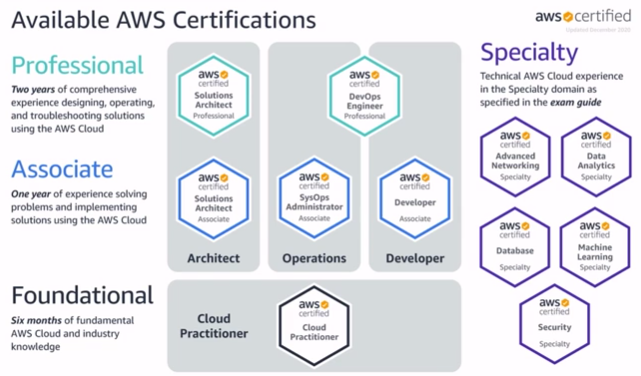 Available AWS Certifications
aws certified
Updated December 2020
Professional
Two years of comprehensive
experience designing, operating,
and troubleshooting solutions
using the AWS Cloud
aws
certified
Solutions
Architect
Professional
aws
certified
DevOps
Engineer
Professional
Associate
One year of experience solving
problems and implementing
solutions using the AWS Cloud
aws
certified
Solutions
Architect
Associate
aws
certified
SysOps
Administrator
Associate
aws
certified
Developer
Associate
Architect
Operations
Developer
Foundational
Six months of fundamental
AWS Cloud and industry
knowledge
Cloud
Practitioner
aws
certified
Cloud
Practitioner
Specialty
Technical AWS Cloud experience
in the Specialty domain as
specified in the exam guide
aws
certified
Advanced
Networking
Specialty
aws
certified
Data
Analytics
Specialty
aws
certified
Database
Specialty
aws
certified
Machine
Learning
Specialty
aws
certified
Security
Specialty